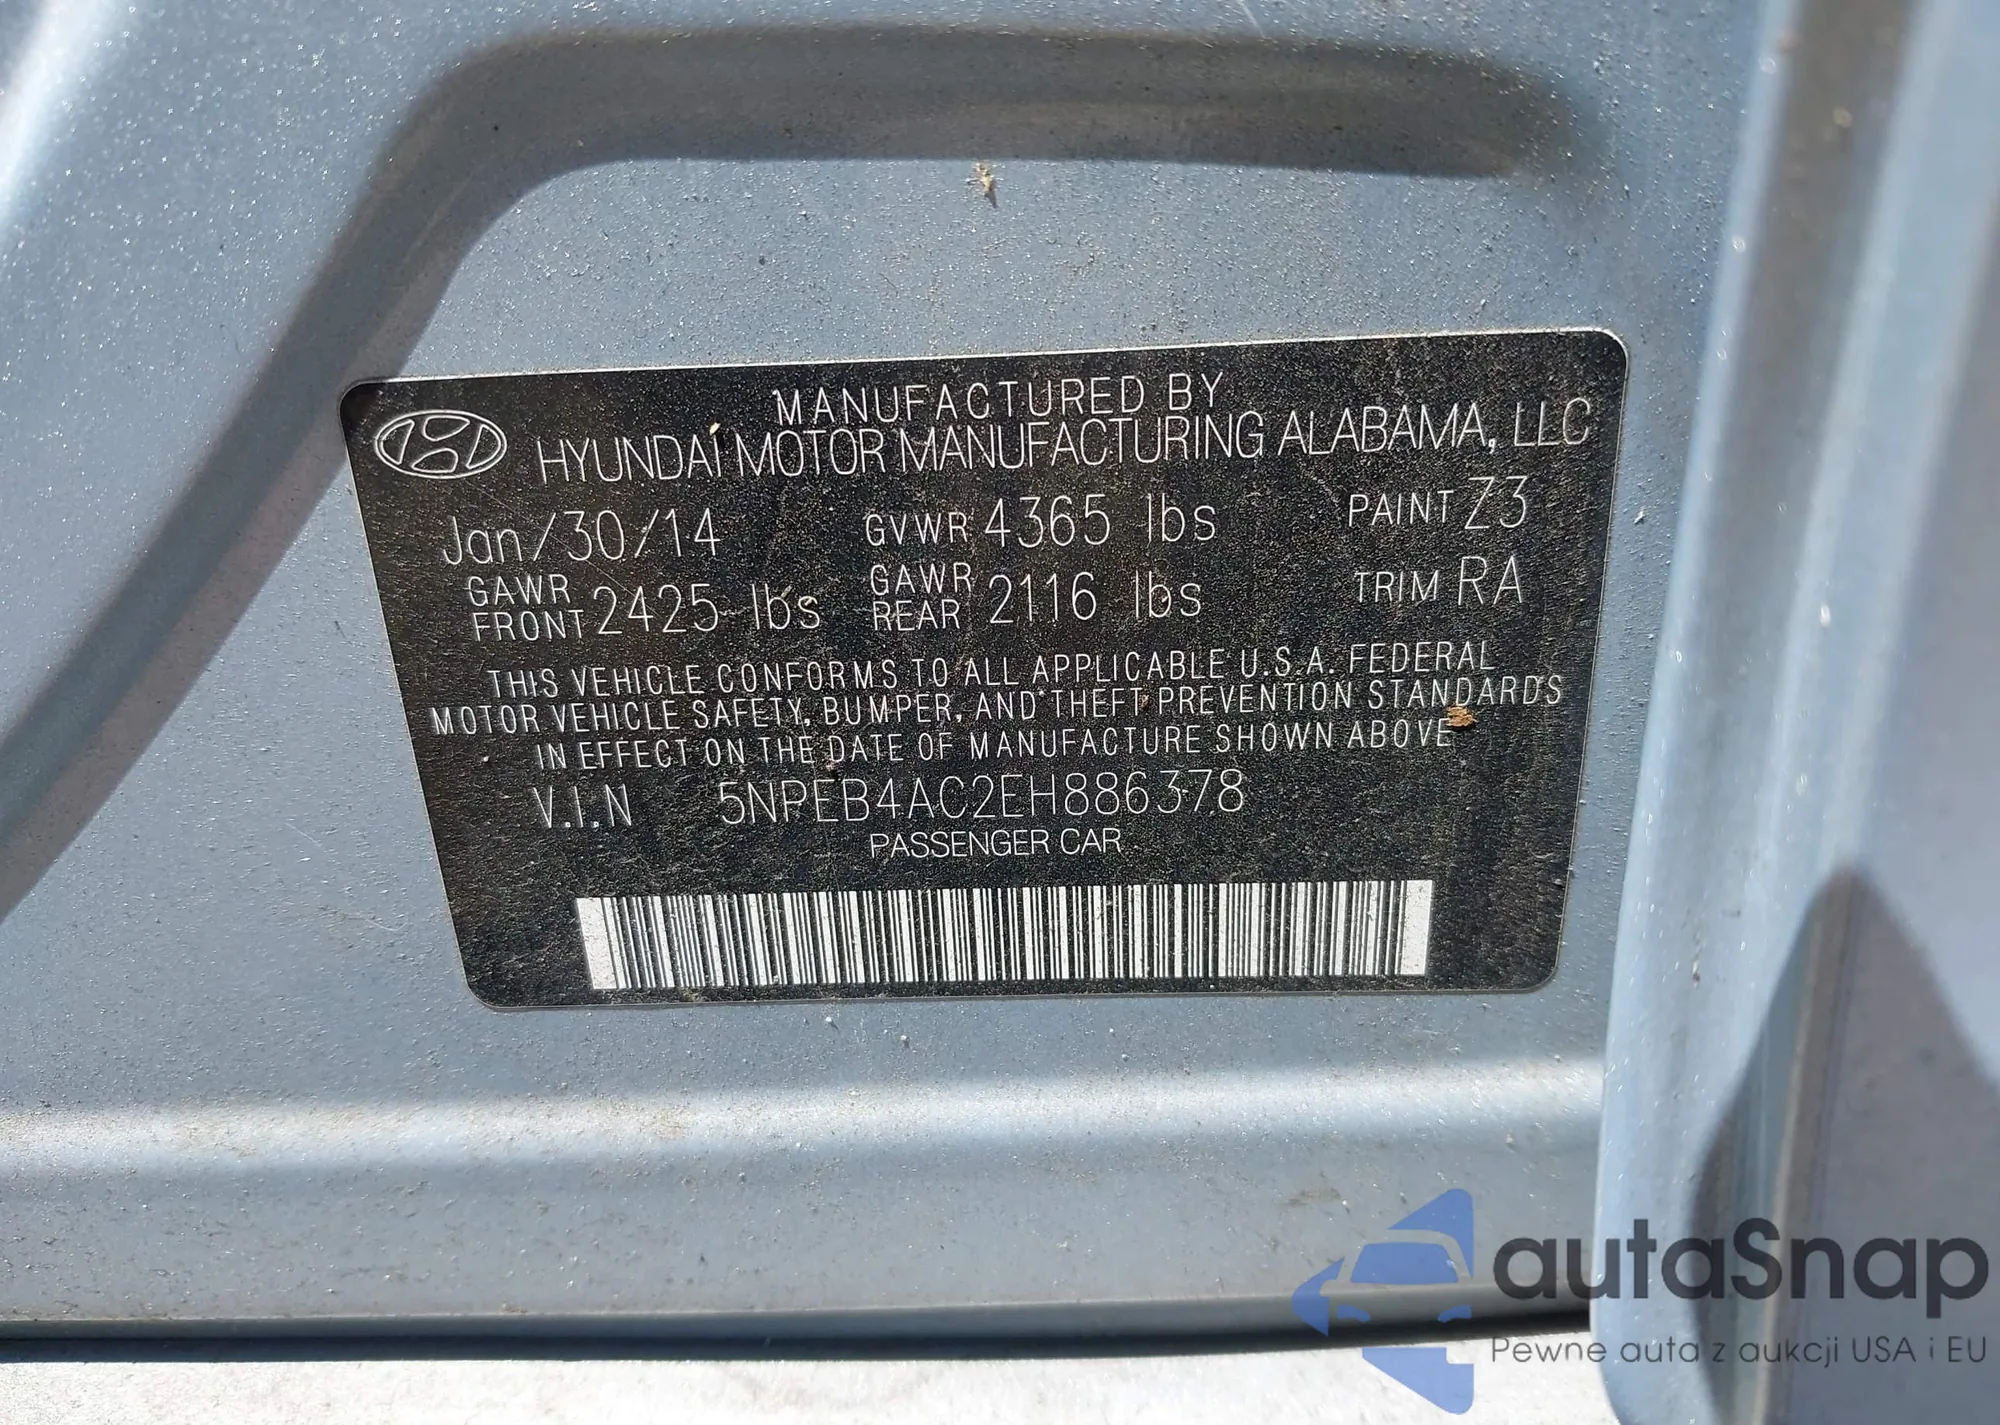 MANUFACTURED BY
HYUNDAI MOTOR MANUFACTURING ALABAMA, LLC
Jan/30/14 GVWR 4365 lbs PAINT Z3
GAWR FRONT 2425 lbs GAWR REAR 2116 lbs TRIM RA
THIS VEHICLE CONFORMS TO ALL APPLICABLE U.S.A. FEDERAL
MOTOR VEHICLE SAFETY, BUMPER, AND THEFT PREVENTION STANDARDS
IN EFFECT ON THE DATE OF MANUFACTURE SHOWN ABOVE
V.I.N 5NPEB4AC2EH886378
PASSENGER CAR
autaSnap
Pewne auta z aukcji USA i EU